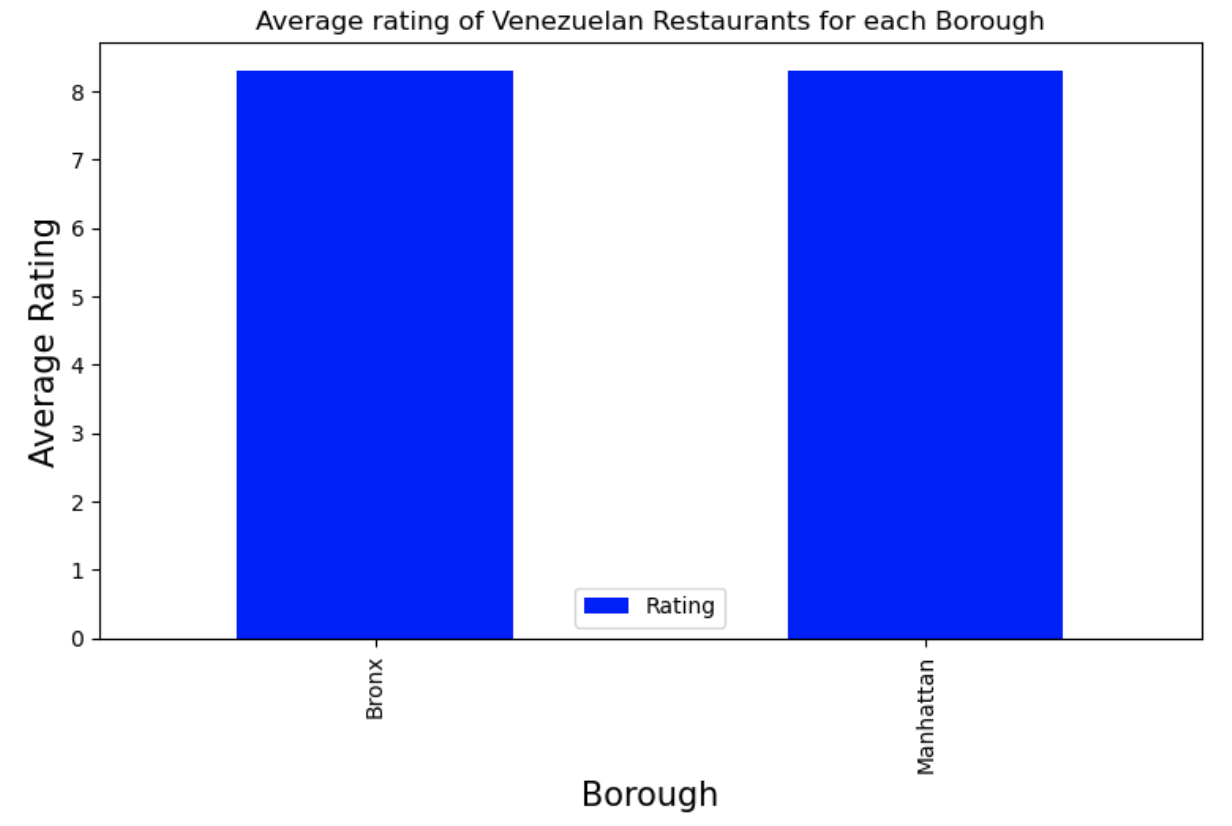 Average rating of Venezuelan Restaurants for each Borough
Average Rating
8
7
6
5
4
3
2
1
0
Rating
Bronx
Manhattan
Borough